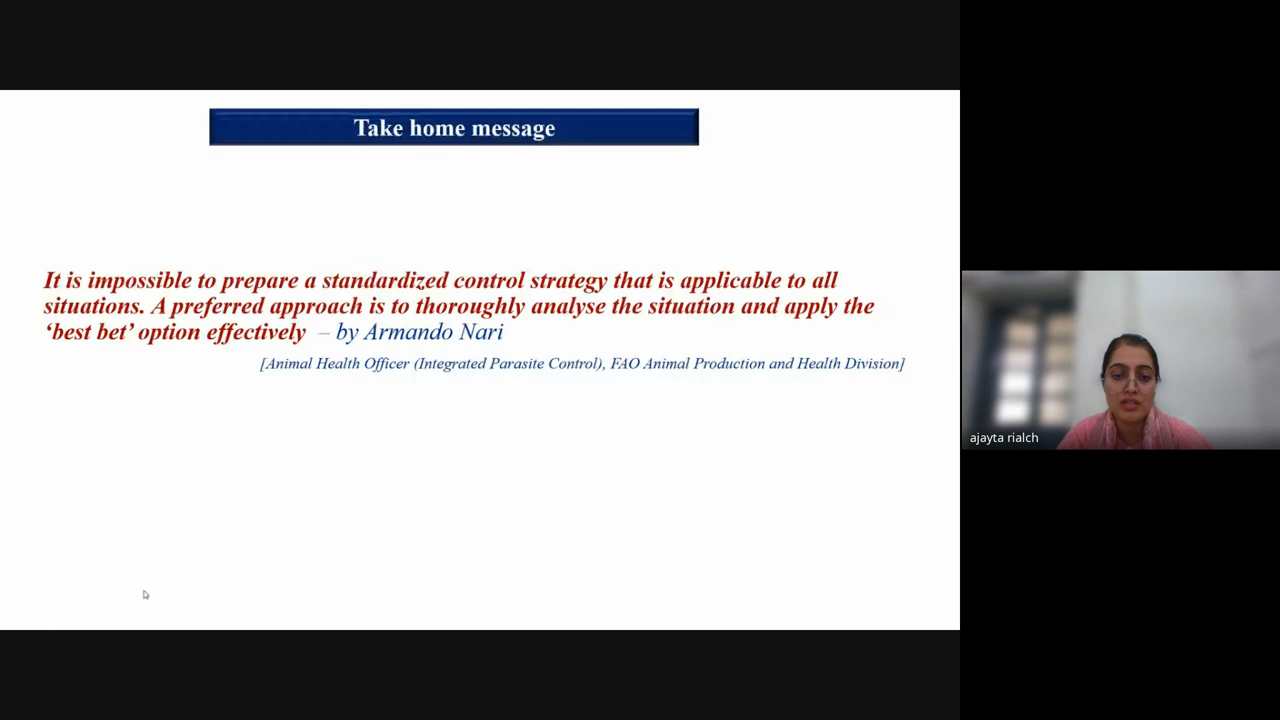 Take home message
It is impossible to prepare a standardized control strategy that is applicable to all
situations. A preferred approach is to thoroughly analyse the situation and apply the
‘best bet’ option effectively – by Armando Nari
[Animal Health Officer (Integrated Parasite Control), FAO Animal Production and Health Division]
ajayta rialch